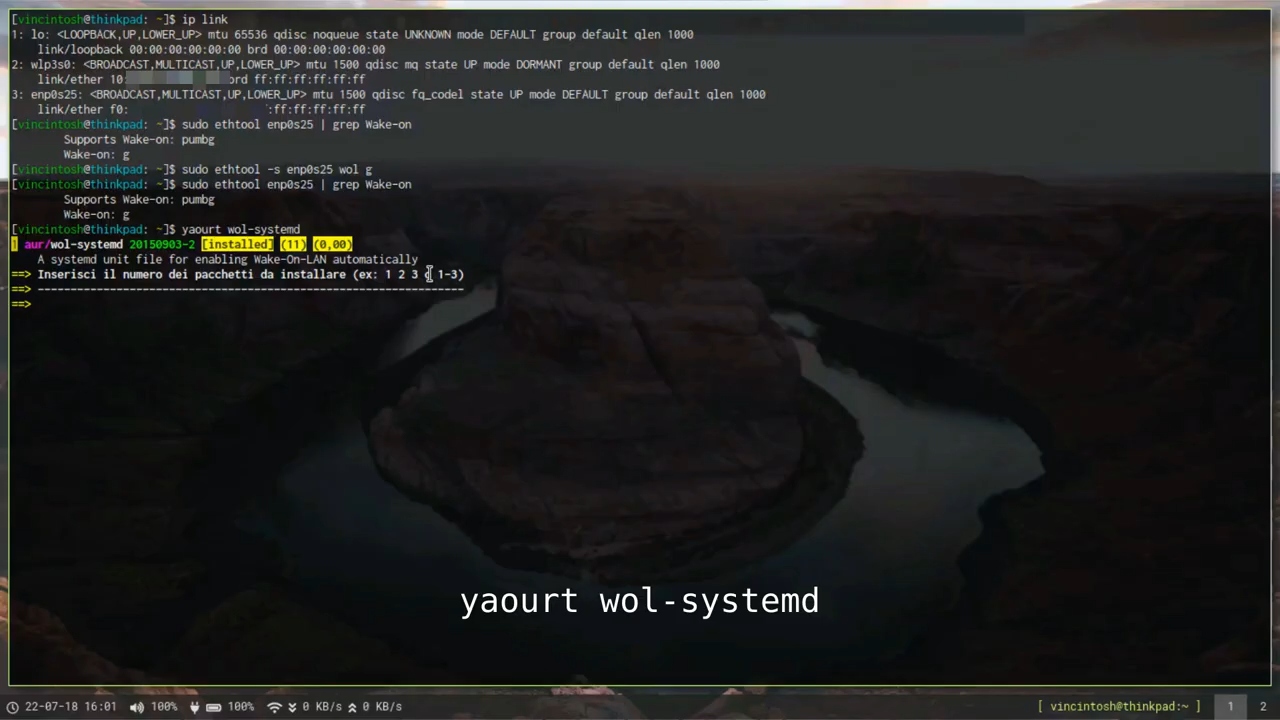 [vincintosh@thinkpad: ~]$ ip link
1: lo: <LOOPBACK,UP,LOWER_UP> mtu 65536 qdisc noqueue state UNKNOWN mode DEFAULT group default qlen 1000
link/loopback 00:00:00:00:00:00 brd 00:00:00:00:00:00
2: wlp3s0: <BROADCAST,MULTICAST,UP,LOWER_UP> mtu 1500 qdisc mq state UP mode DORMANT group default qlen 1000
link/ether 10: brd ff:ff:ff:ff:ff:ff
3: enp0s25: <BROADCAST,MULTICAST,UP,LOWER_UP> mtu 1500 qdisc fq_codel state UP mode DEFAULT group default qlen 1000
link/ether f0: :ff:ff:ff:ff:ff
[vincintosh@thinkpad: ~]$ sudo ethtool enp0s25 | grep Wake-on
Supports Wake-on: pumbg
Wake-on: g
[vincintosh@thinkpad: ~]$ sudo ethtool -s enp0s25 wol g
[vincintosh@thinkpad: ~]$ sudo ethtool enp0s25 | grep Wake-on
Supports Wake-on: pumbg
Wake-on: g
[vincintosh@thinkpad: ~]$ yaourt wol-systemd
1 aur/wol-systemd 20150903-2 [installed] (11) (0,00)
A systemd unit file for enabling Wake-On-LAN automatically
==> Inserisci il numero dei pacchetti da installare (ex: 1 2 3 1-3)
==> ----------------------------------------------------------------
==>
yaourt wol-systemd
22-07-18 16:01 100% 100% 0 KB/s 0 KB/s [ vincintosh@thinkpad:~ ] 1 2